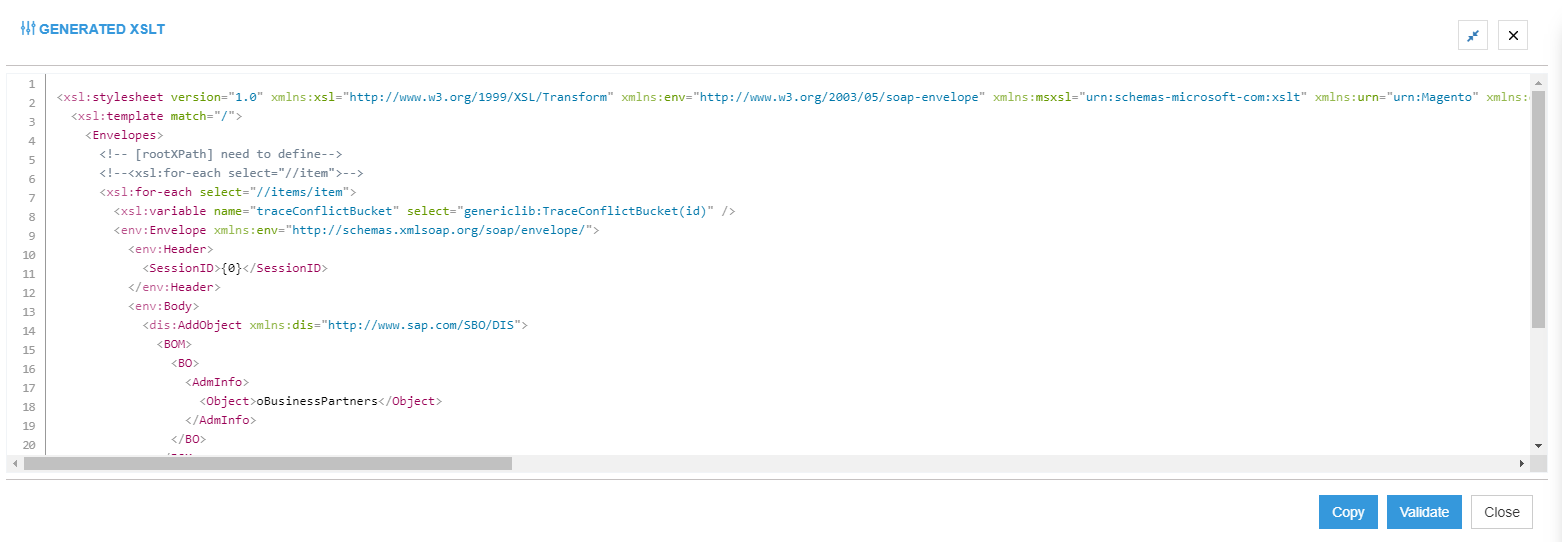 GENERATED XSLT
1
2 <xsl:stylesheet version="1.0" xmlns:xsl="http://www.w3.org/1999/XSL/Transform" xmlns:env="http://www.w3.org/2003/05/soap-envelope" xmlns:msxsl="urn:schemas-microsoft-com:xslt" xmlns:urn="urn:Magento" xmlns:
3 <xsl:template match="/">
4 <Envelopes>
5 <!-- [rootXPath] need to define-->
6 <!--<xsl:for-each select="//item">-->
7 <xsl:for-each select="//items/item">
8 <xsl:variable name="traceConflictBucket" select="genericlib:TraceConflictBucket(id)" />
9 <env:Envelope xmlns:env="http://schemas.xmlsoap.org/soap/envelope/">
10 <env:Header>
11 <SessionID>{0}</SessionID>
12 </env:Header>
13 <env:Body>
14 <dis:AddObject xmlns:dis="http://www.sap.com/SBO/DIS">
15 <BOM>
16 <BO>
17 <AdmInfo>
18 <Object>oBusinessPartners</Object>
19 </AdmInfo>
20 </BO>
Copy Validate Close